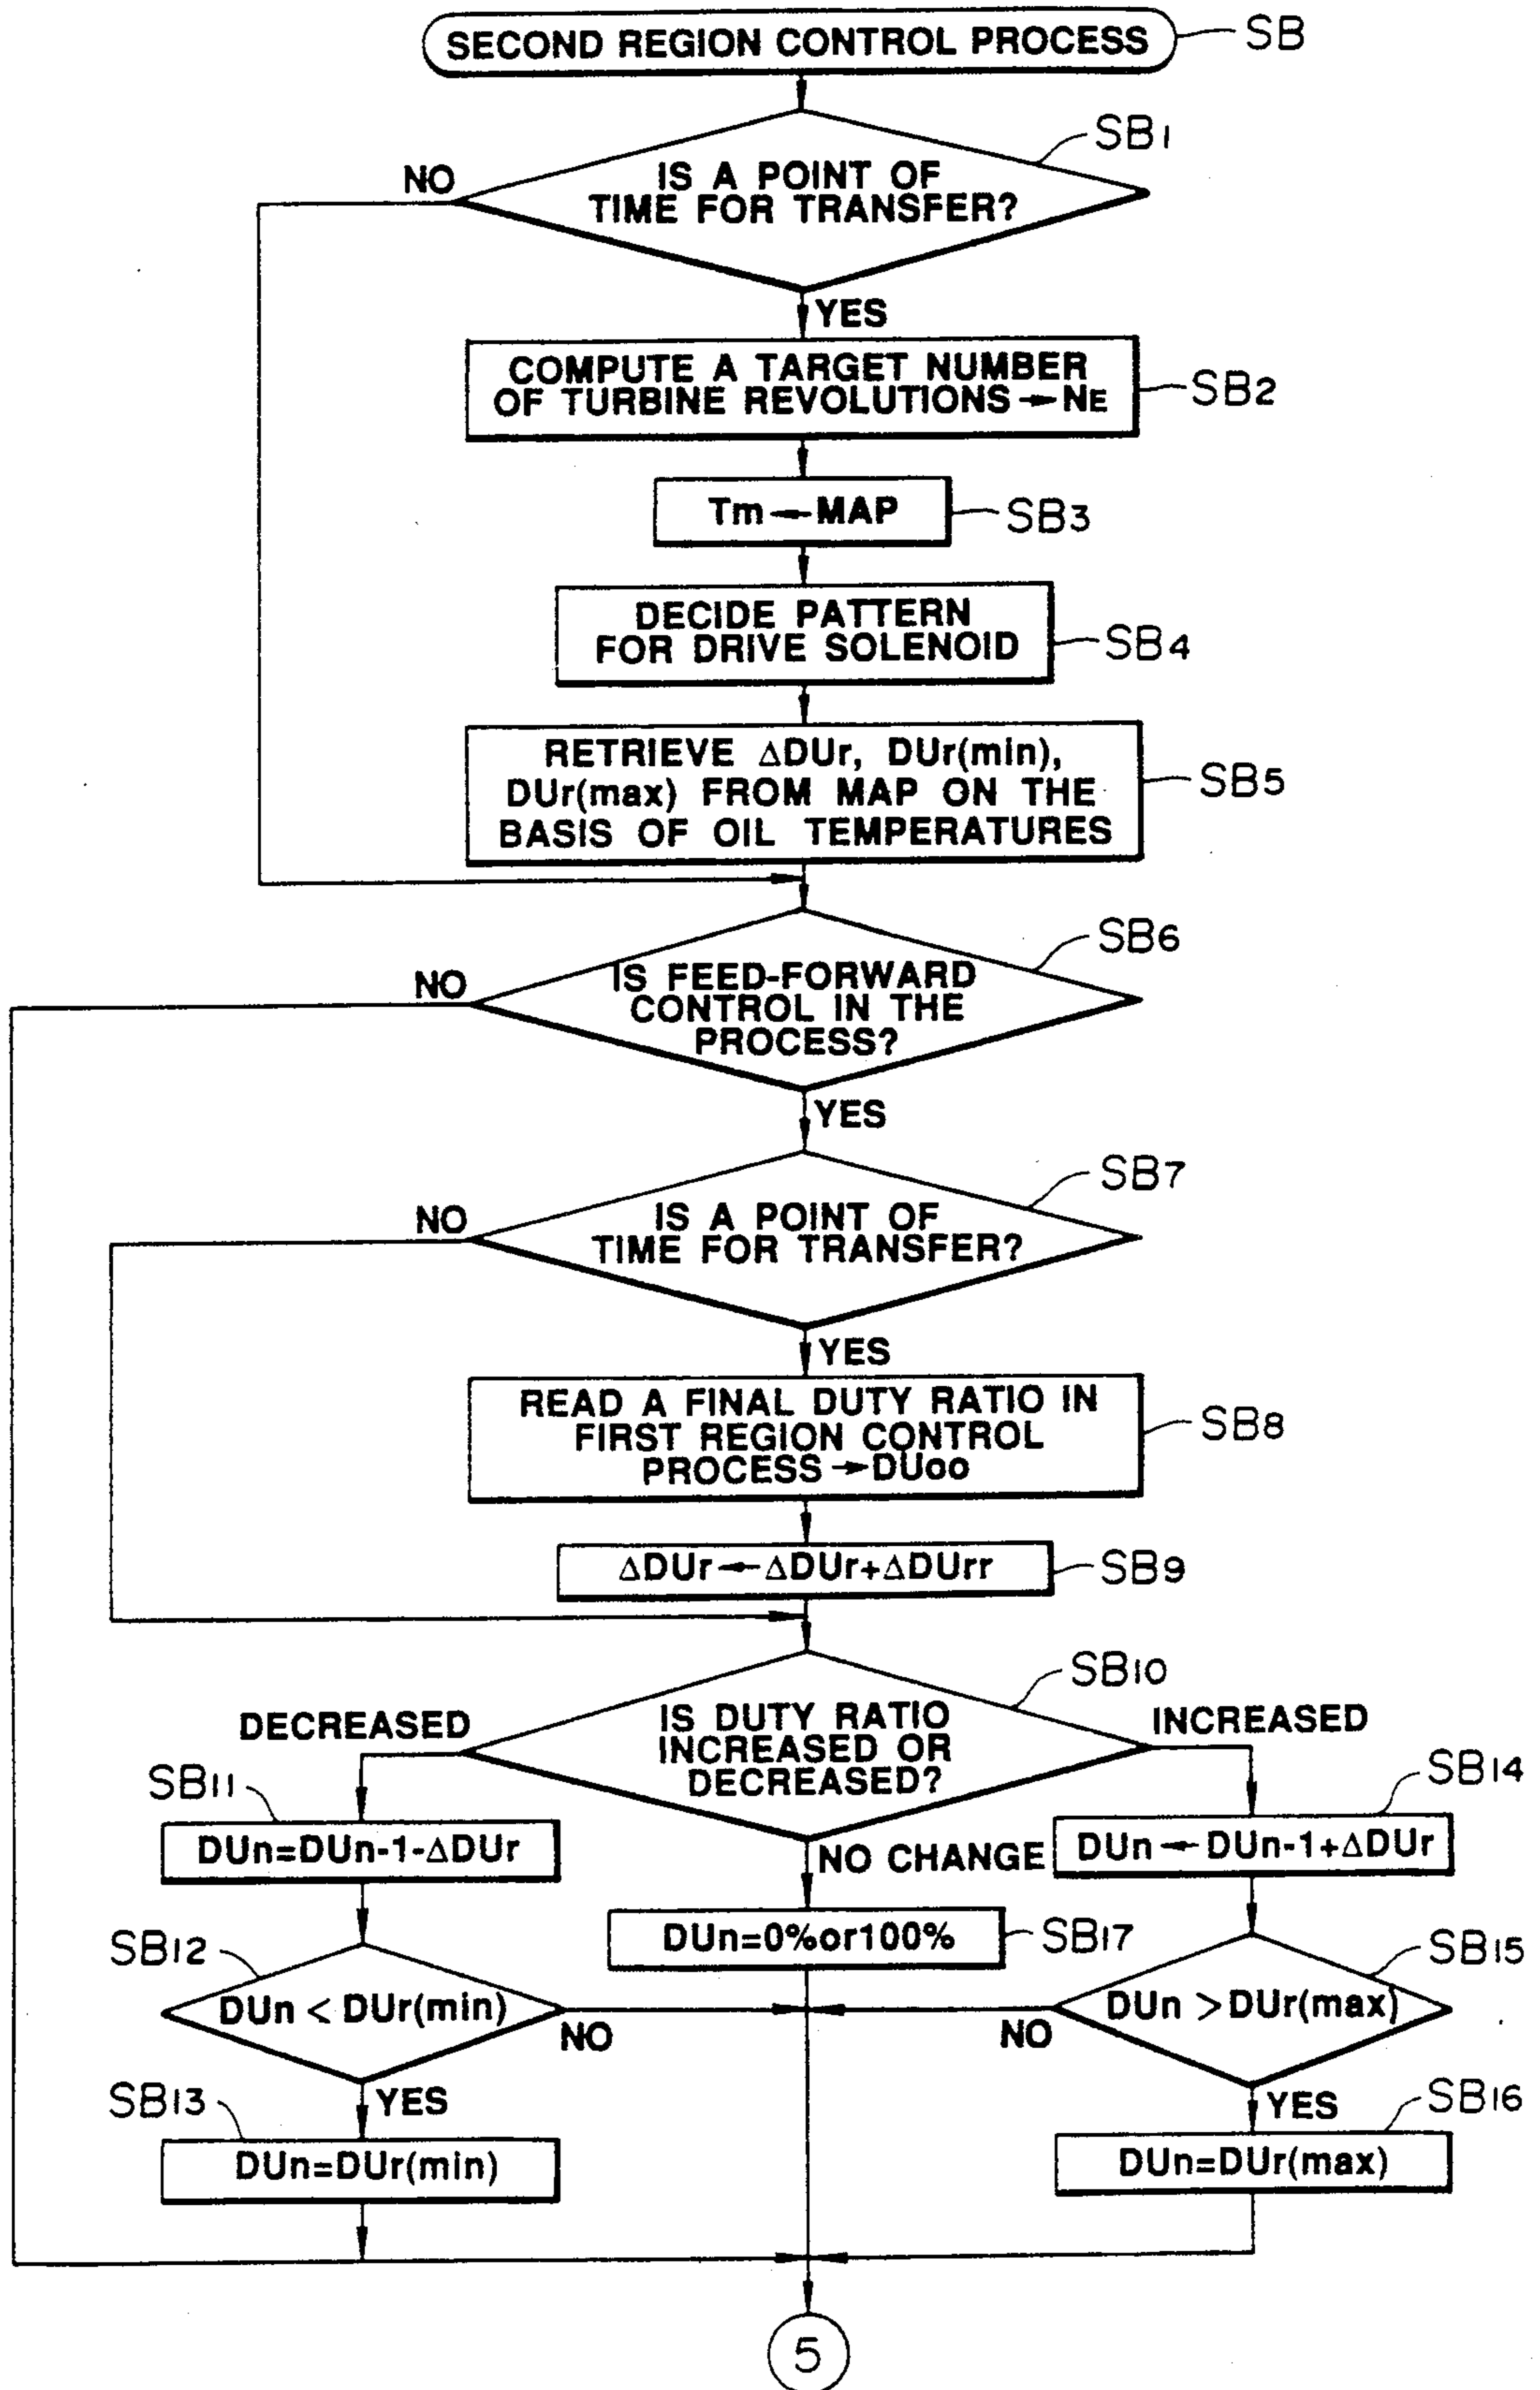 SECOND REGION CONTROL PROCESS
SB
SB1
IS A POINT OF
TIME FOR TRANSFER?
NO
YES
COMPUTE A TARGET NUMBER
OF TURBINE REVOLUTIONS→NE
SB2
Tm←MAP
SB3
DECIDE PATTERN
FOR DRIVE SOLENOID
SB4
RETRIEVE ΔDUr, DUr(min),
DUr(max) FROM MAP ON THE
BASIS OF OIL TEMPERATURES
SB5
SB6
IS FEED-FORWARD
CONTROL IN THE
PROCESS?
NO
YES
SB7
IS A POINT OF
TIME FOR TRANSFER?
NO
YES
READ A FINAL DUTY RATIO IN
FIRST REGION CONTROL
PROCESS→DUoo
SB8
ΔDUr←ΔDUr+ΔDUrr
SB9
SB10
IS DUTY RATIO
INCREASED OR
DECREASED?
DECREASED
INCREASED
NO CHANGE
SB11
DUn=DUn-1-ΔDUr
SB14
DUn←DUn-1+ΔDUr
DUn=0%or100%
SB17
SB12
DUn < DUr(min)
NO
YES
SB15
DUn >DUr(max)
NO
YES
SB13
DUn=DUr(min)
SB16
DUn=DUr(max)
5